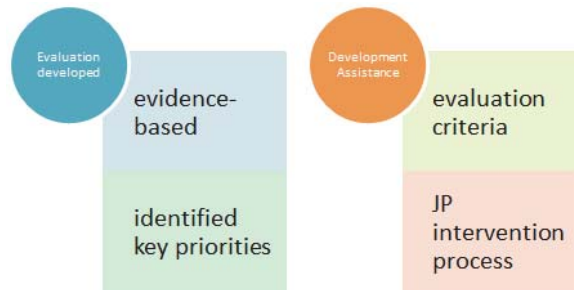 Evaluation
developed
evidence-
based
identified
key priorities
Development
Assistance
evaluation
criteria
JP
intervention
process